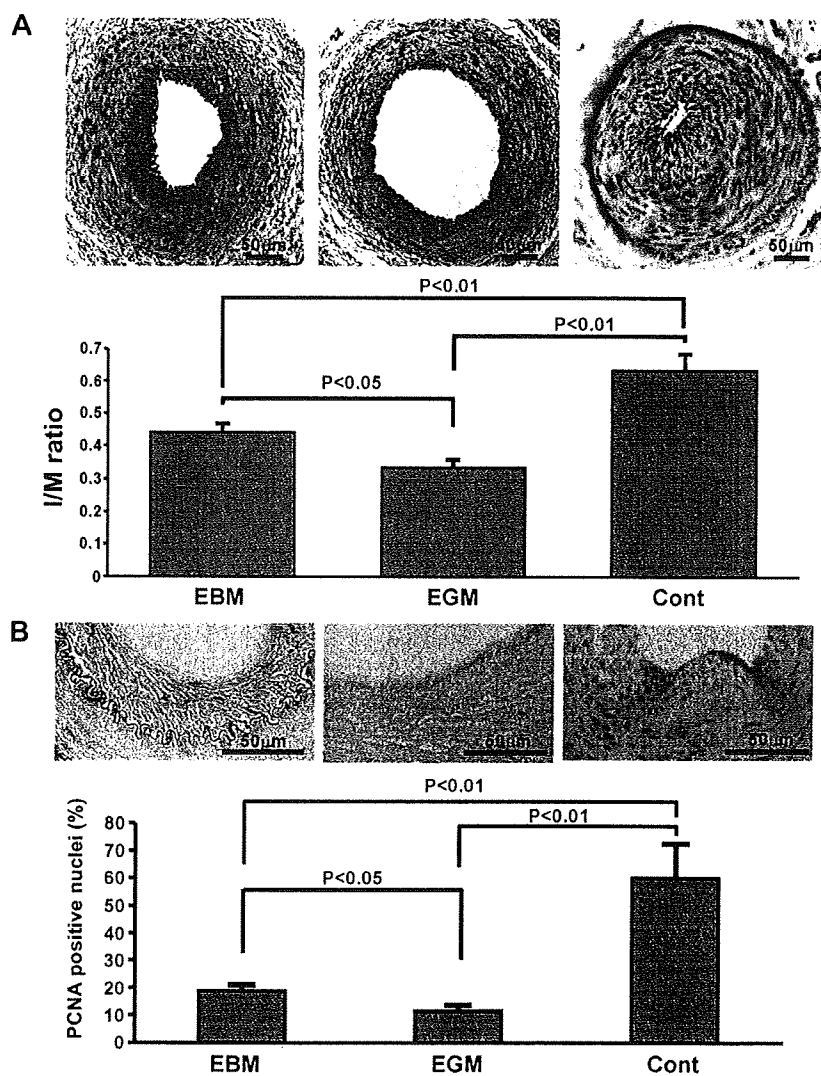 A
50µm
50µm
P<0.01
P<0.01
P<0.05
I/M ratio
0.7
0.6
0.5
0.4
0.3
0.2
0.1
0
EBM
EGM
Cont
B
50µm
50µm
50µm
P<0.01
P<0.01
P<0.05
PCNA positive nuclei (%)
80
70
60
50
40
30
20
10
0
EBM
EGM
Cont